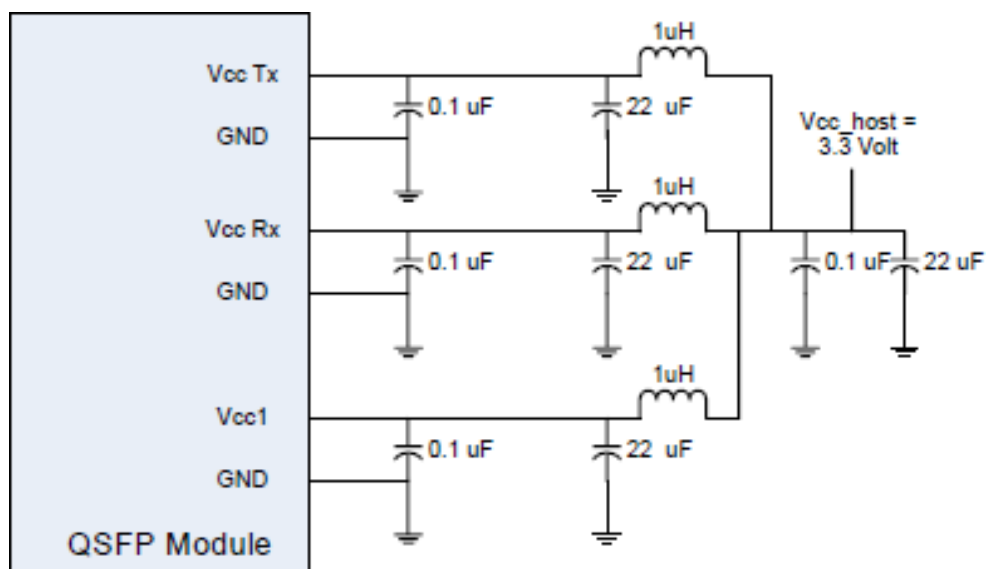 1uH
Vcc Tx
0.1 uF
22 uF
GND
Vcc_host =
3.3 Volt
1uH
Vcc Rx
0.1 uF
22 uF
0.1 uF
22 uF
GND
1uH
Vcc1
0.1 uF
22 uF
GND
QSFP Module